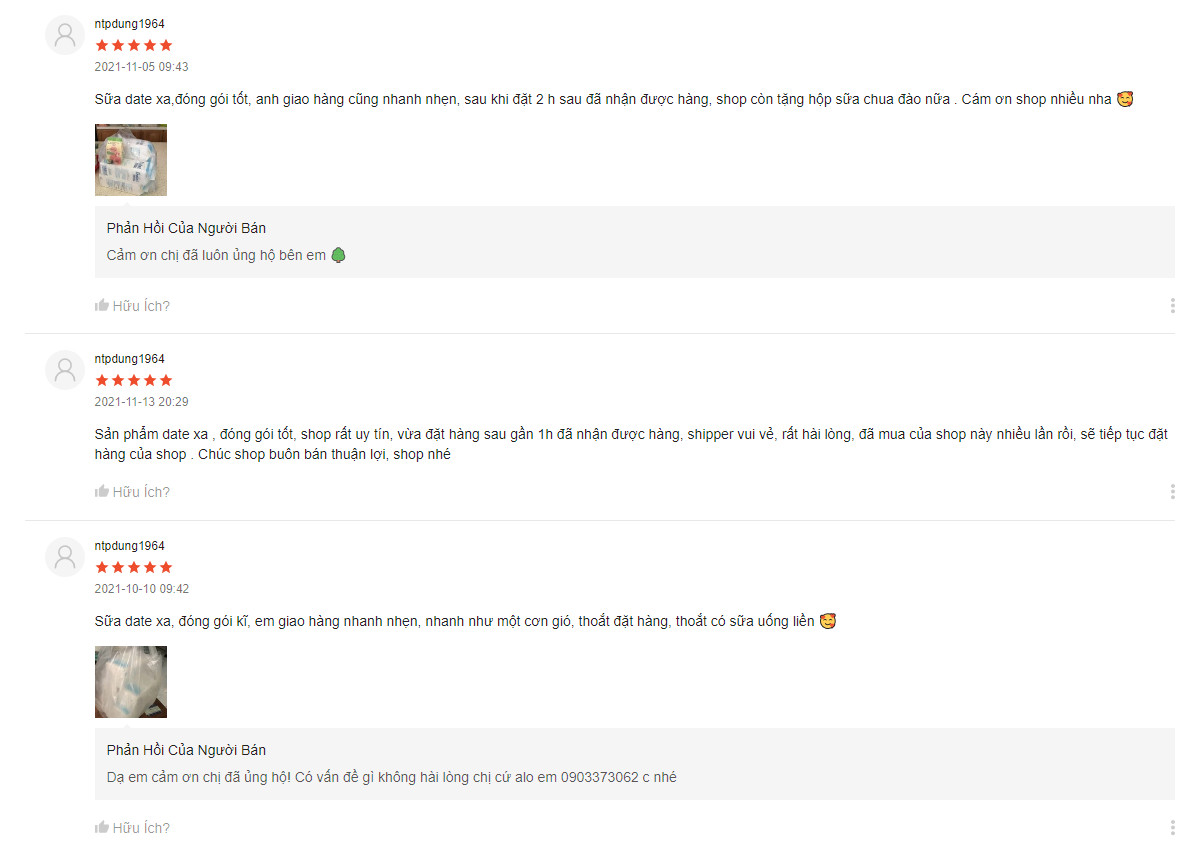 ntpdung1964
2021-11-05 09:43
Sữa date xa,đóng gói tốt, anh giao hàng cũng nhanh nhẹn, sau khi đặt 2 h sau đã nhận được hàng, shop còn tặng hộp sữa chua đào nữa . Cám ơn shop nhiều nha 🥰
Phản Hồi Của Người Bán
Cảm ơn chị đã luôn ủng hộ bên em 🌳
Hữu Ích?
ntpdung1964
2021-11-13 20:29
Sản phẩm date xa , đóng gói tốt, shop rất uy tín, vừa đặt hàng sau gần 1h đã nhận được hàng, shipper vui vẻ, rất hài lòng, đã mua của shop này nhiều lần rồi, sẽ tiếp tục đặt
hàng của shop . Chúc shop buôn bán thuận lợi, shop nhé
Hữu Ích?
ntpdung1964
2021-10-10 09:42
Sữa date xa, đóng gói kĩ, em giao hàng nhanh nhẹn, nhanh như một cơn gió, thoắt đặt hàng, thoắt có sữa uống liền 🥰
Phản Hồi Của Người Bán
Dạ em cảm ơn chị đã ủng hộ! Có vấn đề gì không hài lòng chị cứ alo em 0903373062 c nhé
Hữu Ích?